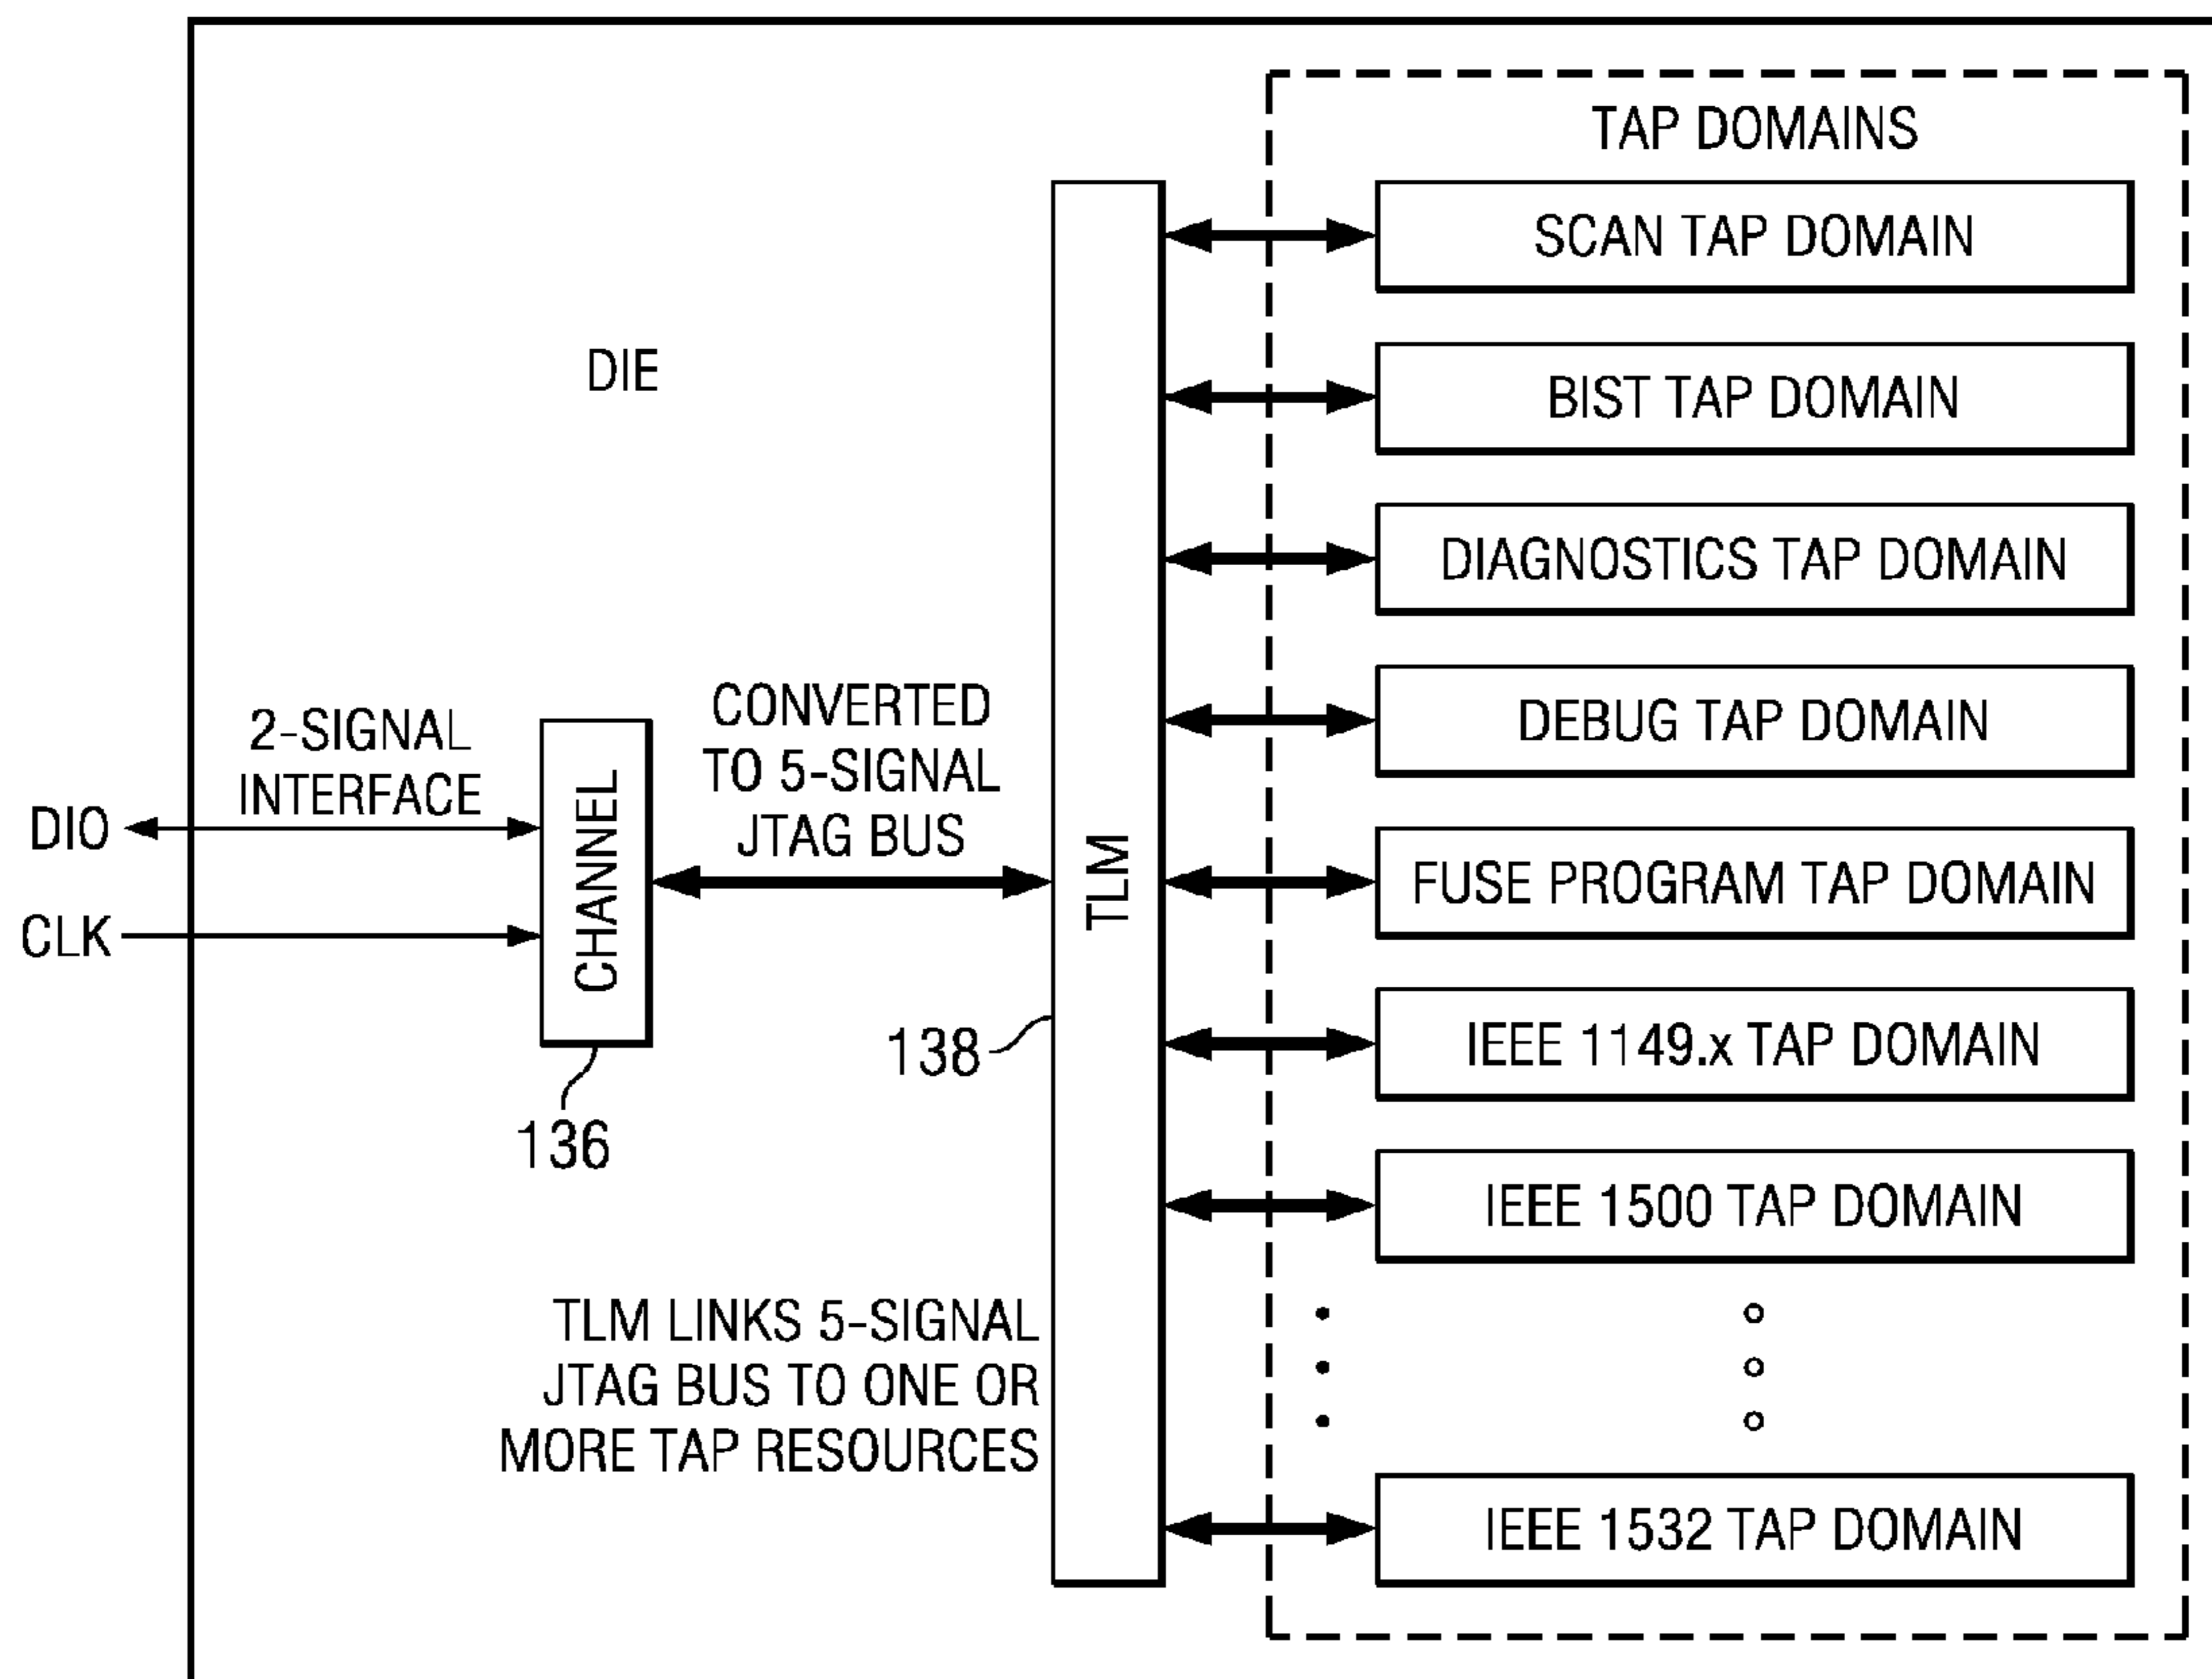 TAP DOMAINS
SCAN TAP DOMAIN
DIE
BIST TAP DOMAIN
DIAGNOSTICS TAP DOMAIN
DEBUG TAP DOMAIN
2-SIGNAL
INTERFACE
DIO
CLK
CHANNEL
136
CONVERTED
TO 5-SIGNAL
JTAG BUS
TLM
138
FUSE PROGRAM TAP DOMAIN
IEEE 1149.x TAP DOMAIN
IEEE 1500 TAP DOMAIN
TLM LINKS 5-SIGNAL
JTAG BUS TO ONE OR
MORE TAP RESOURCES
IEEE 1532 TAP DOMAIN